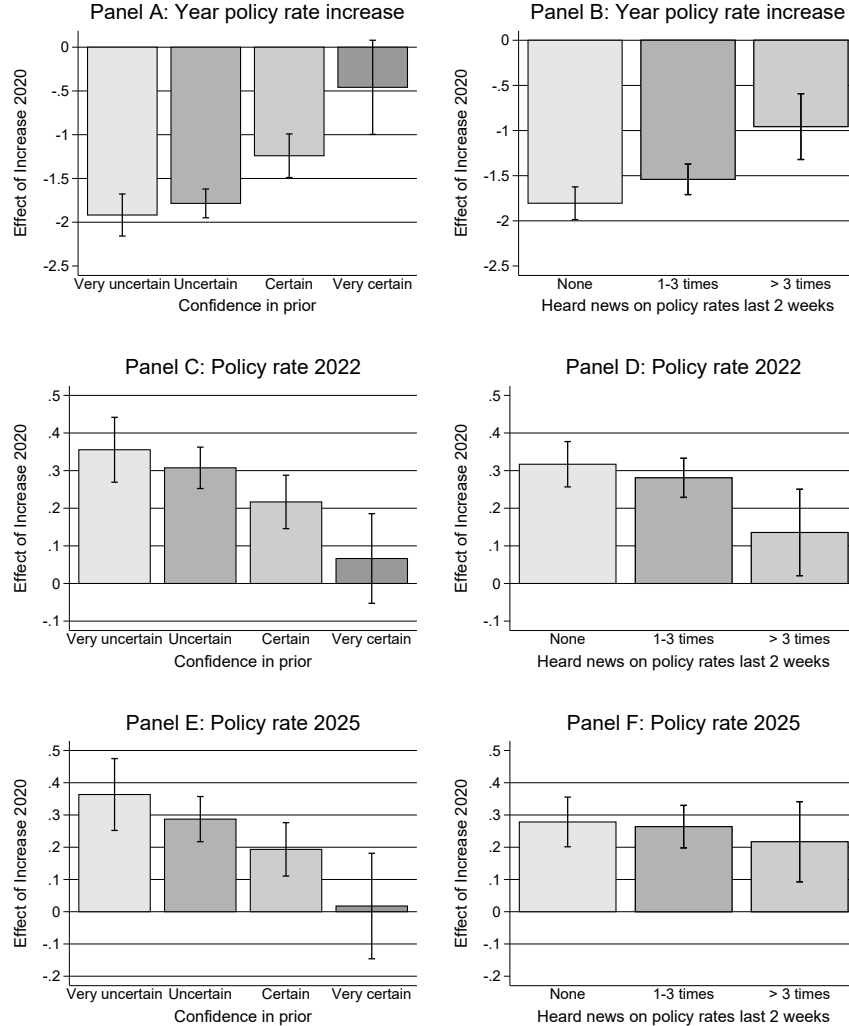 Panel A: Year policy rate increase
Effect of Increase 2020
0
-.5
-1
-1.5
-2
-2.5
Very uncertain Uncertain Certain Very certain
Confidence in prior
Panel B: Year policy rate increase
Effect of Increase 2020
0
-.5
-1
-1.5
-2
-2.5
None 1-3 times > 3 times
Heard news on policy rates last 2 weeks
Panel C: Policy rate 2022
Effect of Increase 2020
.5
.4
.3
.2
.1
0
-.1
Very uncertain Uncertain Certain Very certain
Confidence in prior
Panel D: Policy rate 2022
Effect of Increase 2020
.5
.4
.3
.2
.1
0
-.1
None 1-3 times > 3 times
Heard news on policy rates last 2 weeks
Panel E: Policy rate 2025
Effect of Increase 2020
.5
.4
.3
.2
.1
0
-.1
-.2
Very uncertain Uncertain Certain Very certain
Confidence in prior
Panel F: Policy rate 2025
Effect of Increase 2020
.5
.4
.3
.2
.1
0
-.1
-.2
None 1-3 times > 3 times
Heard news on policy rates last 2 weeks